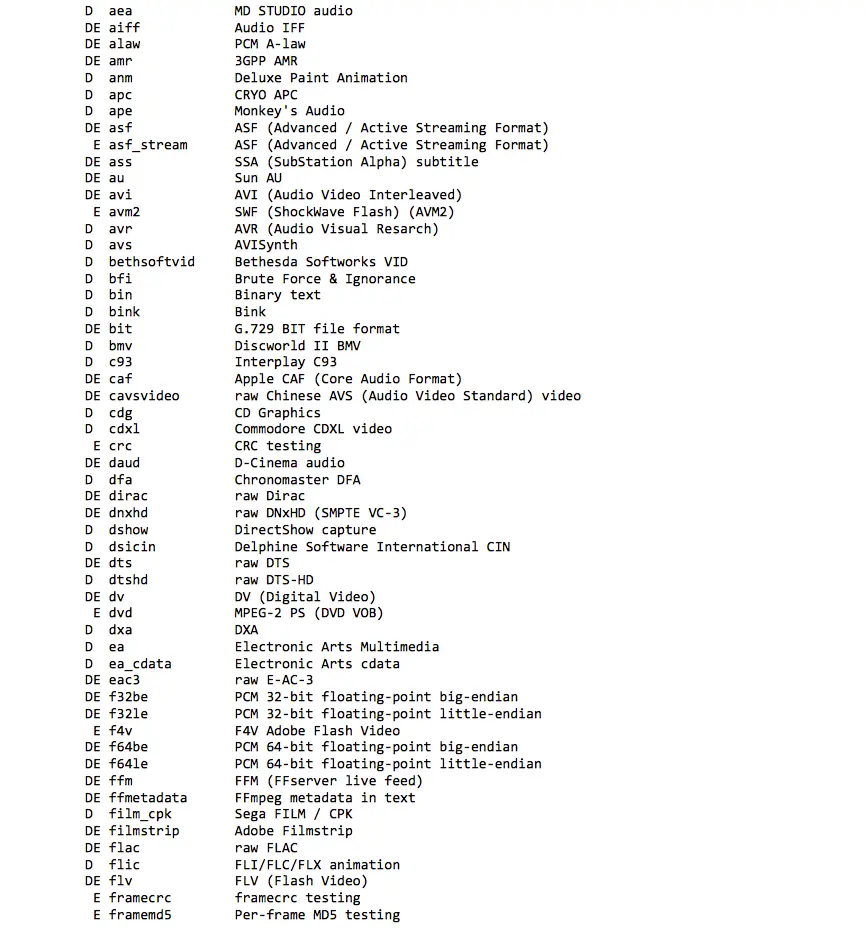 D  aea             MD STUDIO audio
DE aiff            Audio IFF
DE alaw            PCM A-law
DE amr             3GPP AMR
D  anm             Deluxe Paint Animation
D  apc             CRYO APC
D  ape             Monkey's Audio
DE asf             ASF (Advanced / Active Streaming Format)
 E asf_stream      ASF (Advanced / Active Streaming Format)
DE ass             SSA (SubStation Alpha) subtitle
DE au              Sun AU
DE avi             AVI (Audio Video Interleaved)
 E avm2            SWF (ShockWave Flash) (AVM2)
D  avr             AVR (Audio Visual Resarch)
D  avs             AVISynth
D  bethsoftvid     Bethesda Softworks VID
D  bfi             Brute Force & Ignorance
D  bin             Binary text
D  bink            Bink
DE bit             G.729 BIT file format
D  bmv             Discworld II BMV
D  c93             Interplay C93
DE caf             Apple CAF (Core Audio Format)
DE cavsvideo       raw Chinese AVS (Audio Video Standard) video
D  cdg             CD Graphics
D  cdxl            Commodore CDXL video
 E crc             CRC testing
DE daud            D-Cinema audio
D  dfa             Chronomaster DFA
DE dirac           raw Dirac
DE dnxhd           raw DNxHD (SMPTE VC-3)
D  dshow           DirectShow capture
D  dsicin          Delphine Software International CIN
DE dts             raw DTS
D  dtshd           raw DTS-HD
DE dv              DV (Digital Video)
 E dvd             MPEG-2 PS (DVD VOB)
D  dxa             DXA
D  ea              Electronic Arts Multimedia
D  ea_cdata        Electronic Arts cdata
DE eac3            raw E-AC-3
DE f32be           PCM 32-bit floating-point big-endian
DE f32le           PCM 32-bit floating-point little-endian
 E f4v             F4V Adobe Flash Video
DE f64be           PCM 64-bit floating-point big-endian
DE f64le           PCM 64-bit floating-point little-endian
DE ffm             FFM (FFserver live feed)
DE ffmetadata      FFmpeg metadata in text
D  film_cpk        Sega FILM / CPK
DE filmstrip       Adobe Filmstrip
DE flac            raw FLAC
D  flic            FLI/FLC/FLX animation
DE flv             FLV (Flash Video)
 E framecrc        framecrc testing
 E framemd5        Per-frame MD5 testing